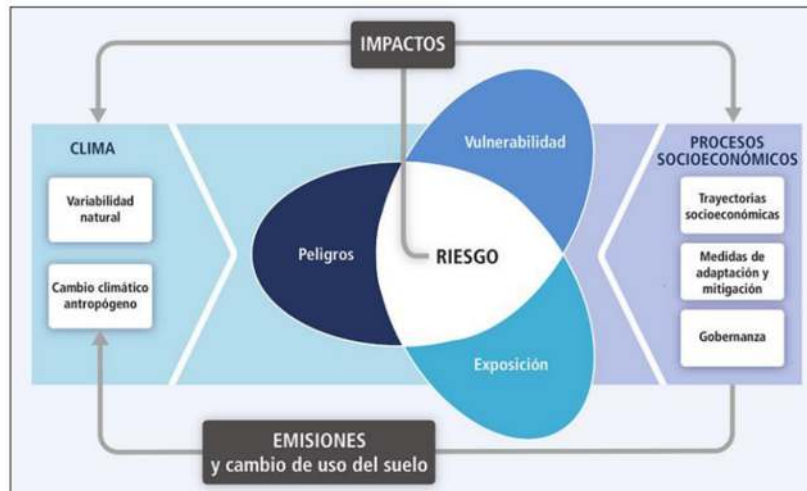 IMPACTOS
CLIMA
Variabilidad
natural
Cambio climático
antropógeno
Vulnerabilidad
Peligros
RIESGO
Exposición
PROCESOS
SOCIOECONÓMICOS
Trayectorias
socioeconómicas
Medidas de
adaptación y
mitigación
Gobernanza
EMISIONES
y cambio de uso del suelo